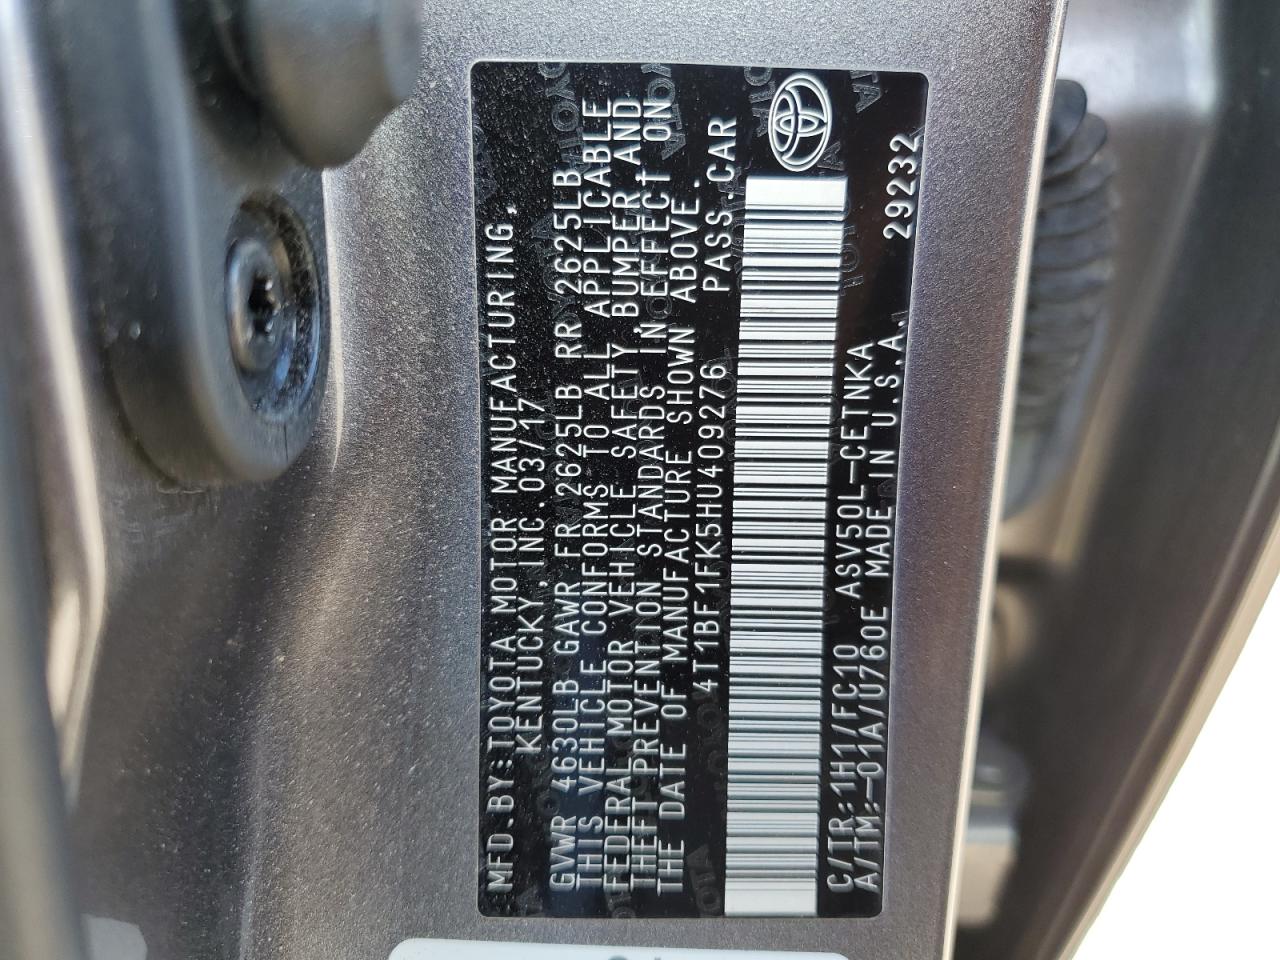 MFD.BY:TOYOTA MOTOR MANUFACTURING,
KENTUCKY, INC. 03/17
GVWR 4630LB GAWR FR 2625LB RR 2625LB
THIS VEHICLE CONFORMS TO ALL APPLICABLE
FEDERAL MOTOR VEHICLE SAFETY, BUMPER AND
THEFT PREVENTION STANDARDS IN EFFECT ON
THE DATE OF MANUFACTURE SHOWN ABOVE.
4T1BF1FK5HU409276 PASS.CAR
C/TR:1H1/FC10 ASV50L-CETNKA
A/TM:-01A/U760E MADE IN U.S.A. 29232